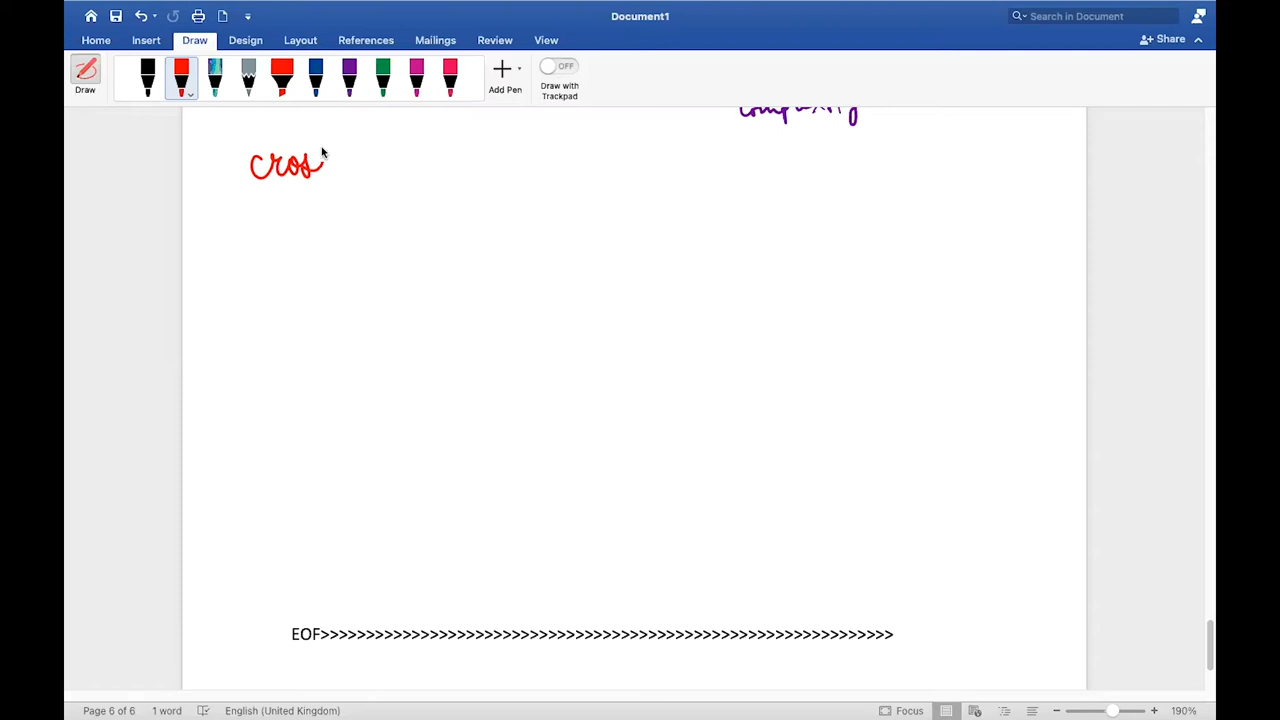 Document1
Search in Document
Home Insert Draw Design Layout References Mailings Review View
Share
Draw
Add Pen
OFF
Draw with
Trackpad
complexity
cros
EOF>>>>>>>>>>>>>>>>>>>>>>>>>>>>>>>>>>>>>>>>>>>>>>>>>>>>>>>>>>>>>>>
Page 6 of 6 1 word English (United Kingdom) Focus 190%